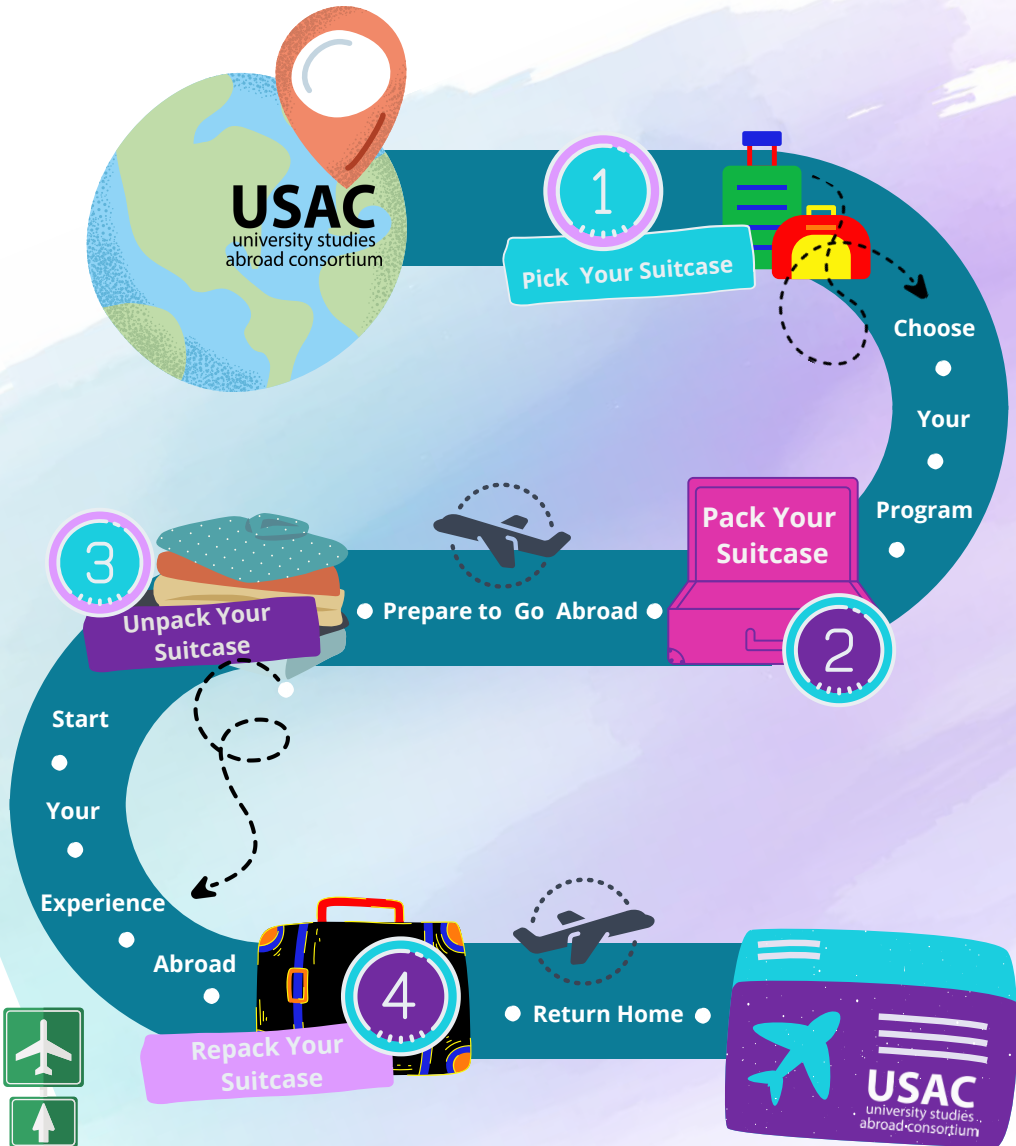 USAC
university studies
abroad consortium
1
Pick Your Suitcase
Choose
Your
Program
Pack Your
Suitcase
2
Prepare to Go Abroad
3
Unpack Your
Suitcase
Start
Your
Experience
Abroad
4
Repack Your
Suitcase
Return Home
USAC
university studies
abroad consortium